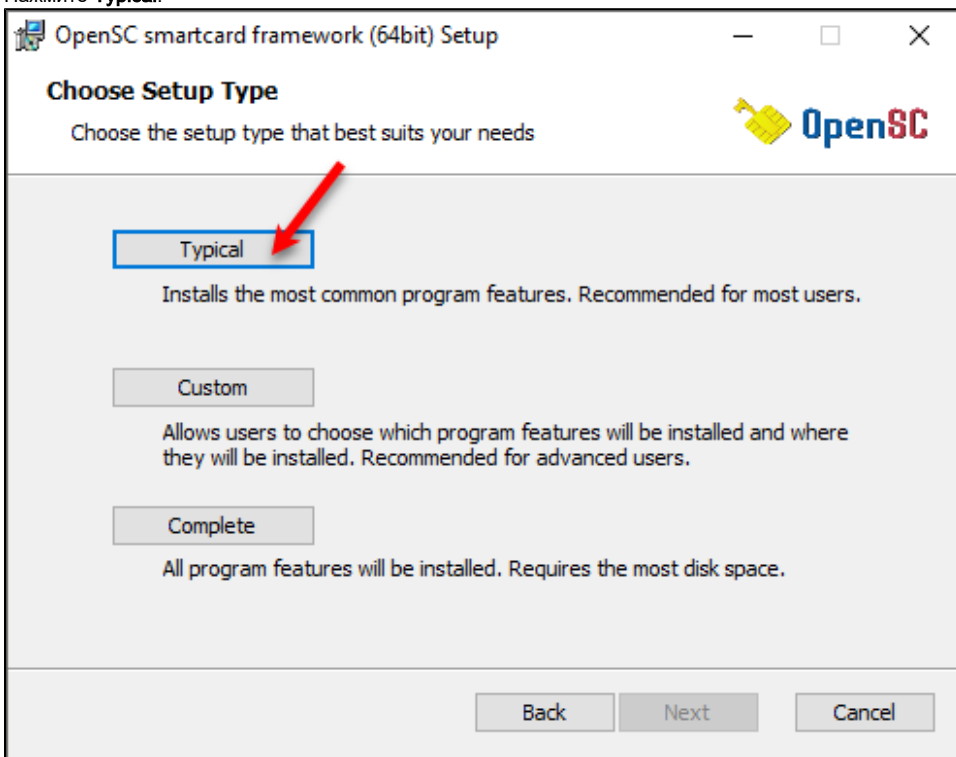 Нажмите Typical.
OpenSC smartcard framework (64bit) Setup
Choose Setup Type
Choose the setup type that best suits your needs
OpenSC
Typical
Installs the most common program features. Recommended for most users.
Custom
Allows users to choose which program features will be installed and where
they will be installed. Recommended for advanced users.
Complete
All program features will be installed. Requires the most disk space.
Back
Next
Cancel